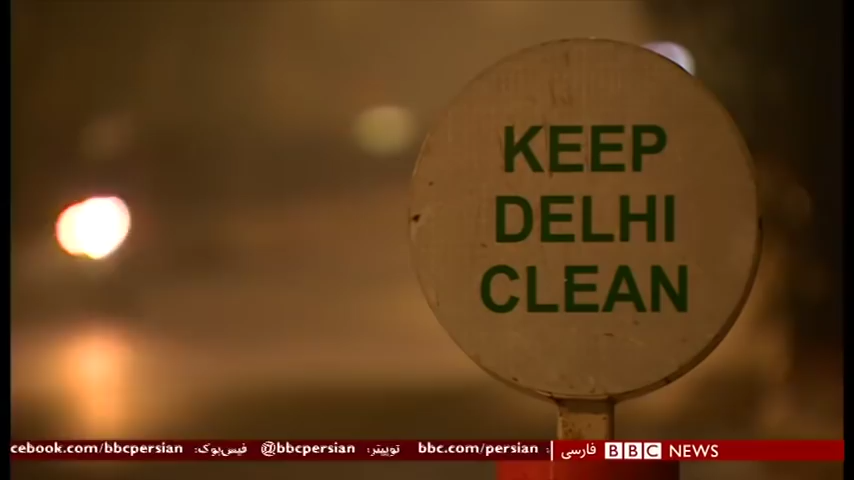 KEEP
DELHI
CLEAN
cebook.com/bbcpersian فیس‌بوک: @bbcpersian توییتر: bbc.com/persian فارسی BBC NEWS